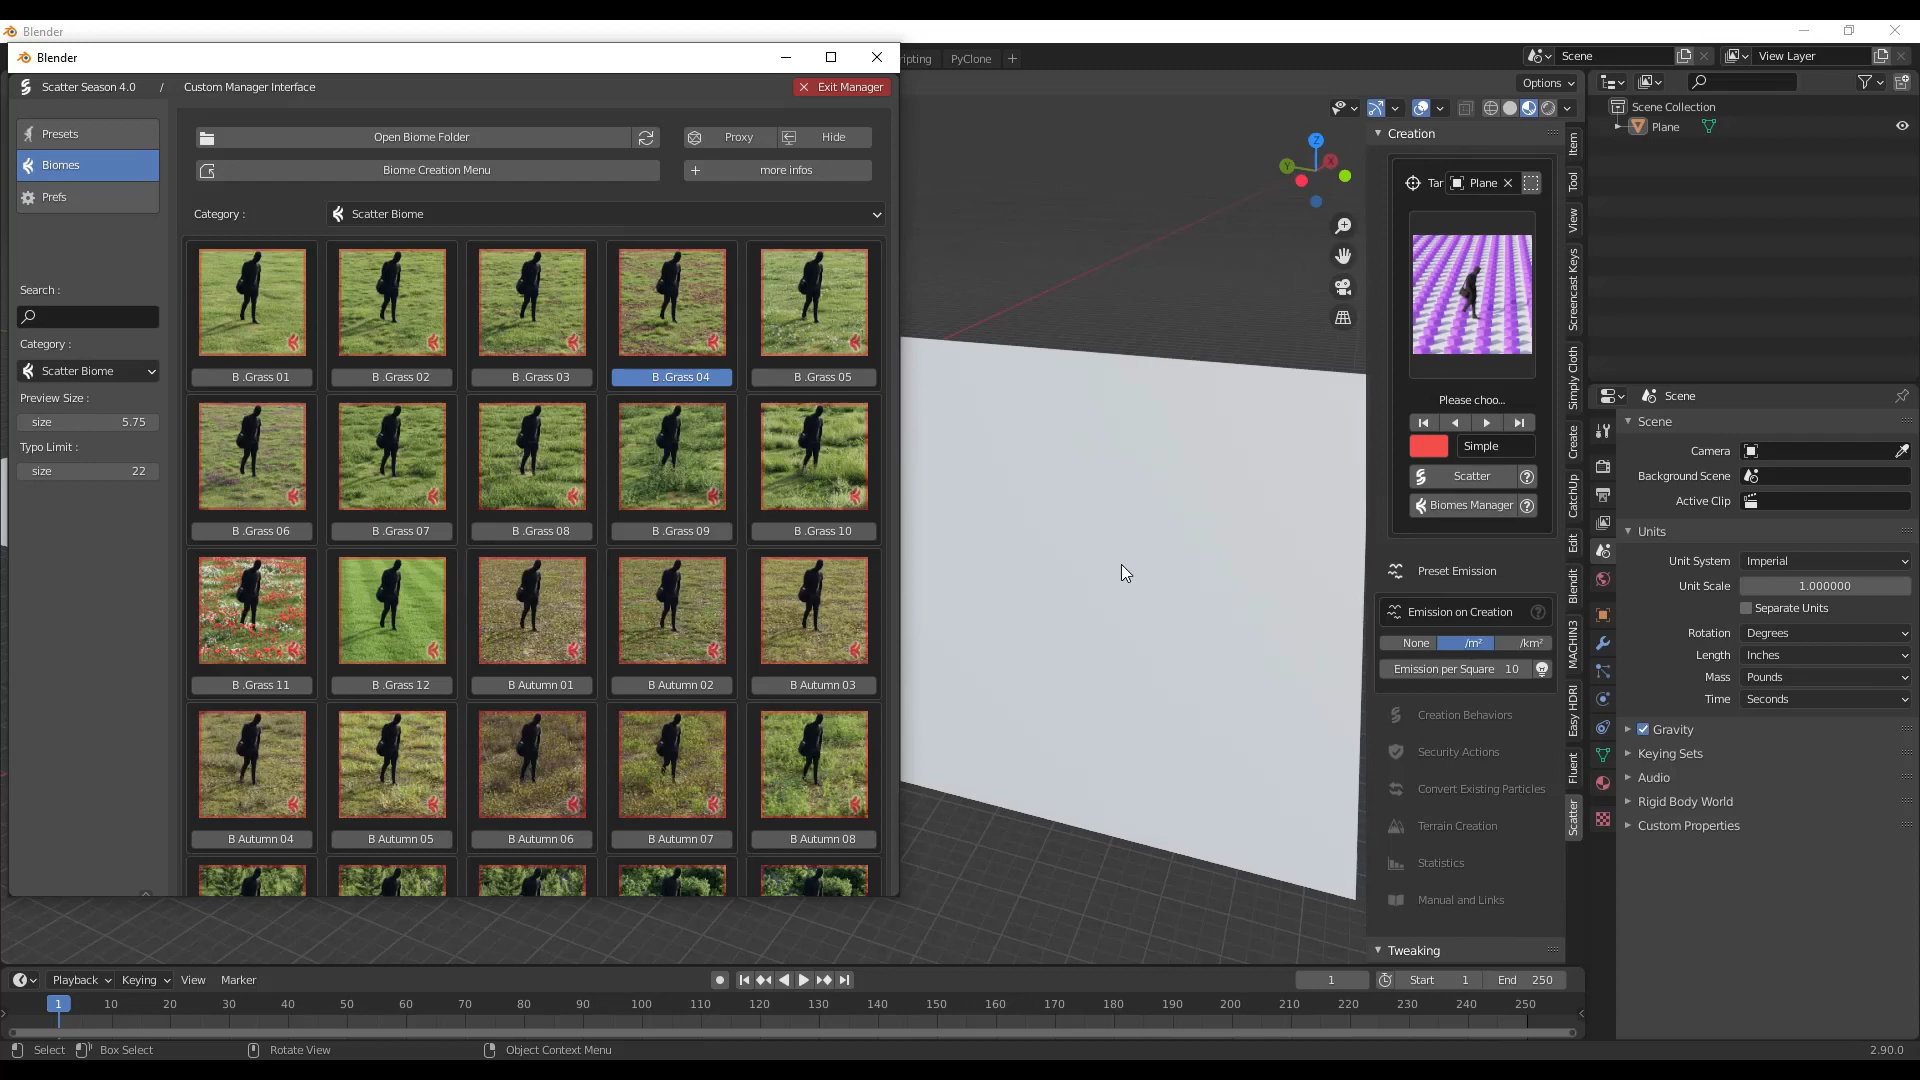 Blender
Blender
Scatter Season 4.0 / Custom Manager Interface
Exit Manager
Presets
Biomes
Prefs
Search :
Category :
Scatter Biome
Preview Size :
size 5.75
Typo Limit :
size 22
Open Biome Folder
Proxy
Hide
Biome Creation Menu
more infos
Category :
Scatter Biome
B .Grass 01
B .Grass 02
B .Grass 03
B .Grass 04
B .Grass 05
B .Grass 06
B .Grass 07
B .Grass 08
B .Grass 09
B .Grass 10
B .Grass 11
B .Grass 12
B Autumn 01
B Autumn 02
B Autumn 03
B Autumn 04
B Autumn 05
B Autumn 06
B Autumn 07
B Autumn 08
ripting
PyClone
Scene
View Layer
Options
Z
Y
X
Creation
Tar Plane
Please choo...
Simple
Scatter
Biomes Manager
Preset Emission
Emission on Creation
None /m² /km²
Emission per Square 10
Creation Behaviors
Security Actions
Convert Existing Particles
Terrain Creation
Statistics
Manual and Links
Tweaking
Item
Tool
View
Screencast Keys
Simply Cloth
Create
CatchUp
Edit
Blendit
MACHIN3
Easy HDRI
Fluent
Scatter
Scene Collection
Plane
Scene
Scene
Camera
Background Scene
Active Clip
Units
Unit System Imperial
Unit Scale 1.000000
Separate Units
Rotation Degrees
Length Inches
Mass Pounds
Time Seconds
Gravity
Keying Sets
Audio
Rigid Body World
Custom Properties
Playback Keying View Marker
1
Start 1
End 250
1 10 20 30 40 50 60 70 80 90 100 110 120 130 140 150 160 170 180 190 200 210 220 230 240 250
Select
Box Select
Rotate View
Object Context Menu
2.90.0